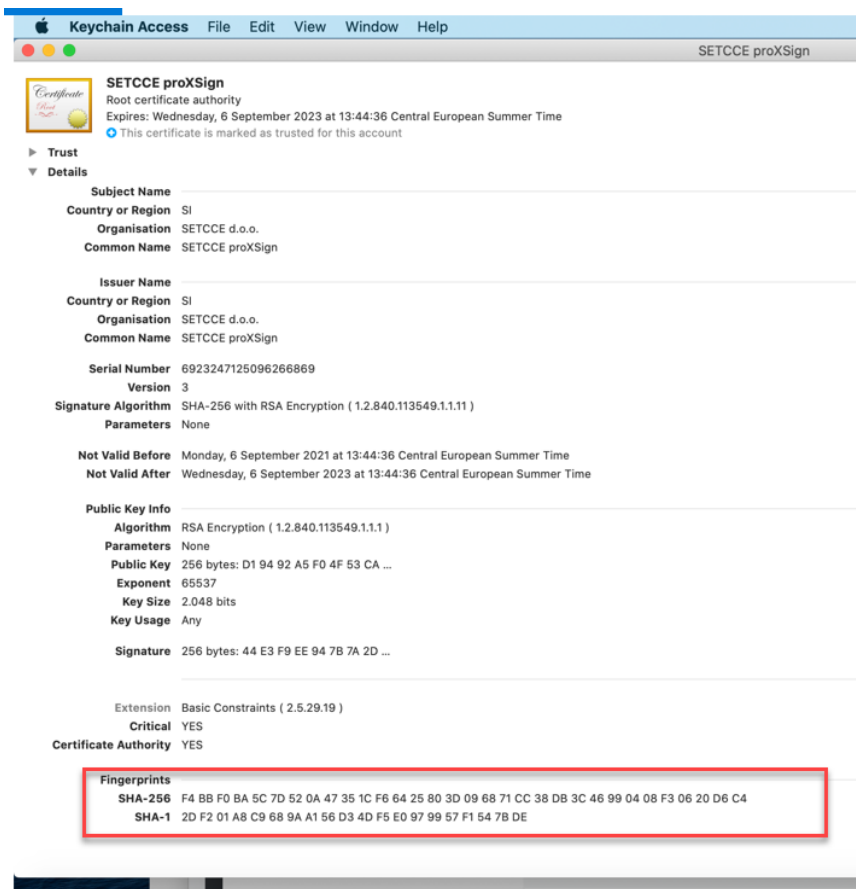 Keychain Access File Edit View Window Help
SETCCE proXSign
Certificate
Root
SETCCE proXSign
Root certificate authority
Expires: Wednesday, 6 September 2023 at 13:44:36 Central European Summer Time
This certificate is marked as trusted for this account
Trust
Details
Subject Name
Country or Region SI
Organisation SETCCE d.o.o.
Common Name SETCCE proXSign
Issuer Name
Country or Region SI
Organisation SETCCE d.o.o.
Common Name SETCCE proXSign
Serial Number 6923247125096266869
Version 3
Signature Algorithm SHA-256 with RSA Encryption ( 1.2.840.113549.1.1.11 )
Parameters None
Not Valid Before Monday, 6 September 2021 at 13:44:36 Central European Summer Time
Not Valid After Wednesday, 6 September 2023 at 13:44:36 Central European Summer Time
Public Key Info
Algorithm RSA Encryption ( 1.2.840.113549.1.1.1 )
Parameters None
Public Key 256 bytes: D1 94 92 A5 F0 4F 53 CA ...
Exponent 65537
Key Size 2.048 bits
Key Usage Any
Signature 256 bytes: 44 E3 F9 EE 94 7B 7A 2D ...
Extension Basic Constraints ( 2.5.29.19 )
Critical YES
Certificate Authority YES
Fingerprints
SHA-256 F4 BB F0 BA 5C 7D 52 0A 47 35 1C F6 64 25 80 3D 09 68 71 CC 38 DB 3C 46 99 04 08 F3 06 20 D6 C4
SHA-1 2D F2 01 A8 C9 68 9A A1 56 D3 4D F5 E0 97 99 57 F1 54 7B DE